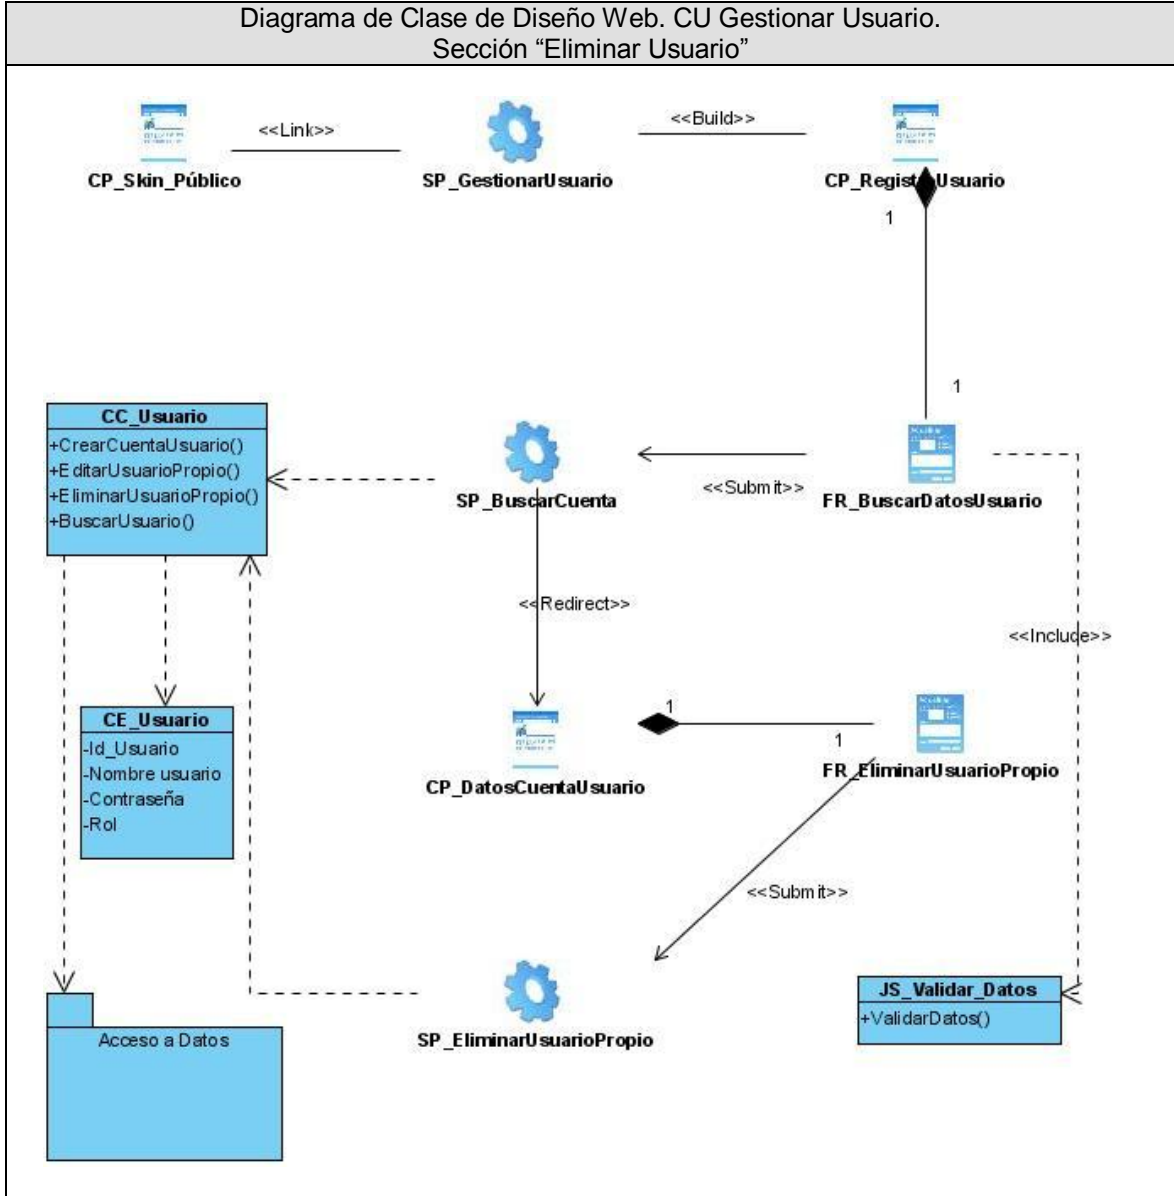 Diagrama de Clase de Diseño Web. CU Gestionar Usuario.
Sección “Eliminar Usuario”
<<Link>>
<<Build>>
CP_Skin_Público
SP_GestionarUsuario
1
1
CC_Usuario
+CrearCuentaUsuario()
+EditarUsuarioPropio()
+EliminarUsuarioPropio()
+BuscarUsuario()
SP_BuscarCuenta
<<Submit>>
FR_BuscarDatosUsuario
<<Redirect>>
<<Include>>
CE_Usuario
-Id_Usuario
-Nombre usuario
-Contraseña
-Rol
CP_DatosCuentaUsuario
1
1
FR_EliminarUsuarioPropio
<<Submit>>
Acceso a Datos
SP_EliminarUsuarioPropio
JS_Validar_Datos
+ValidarDatos()